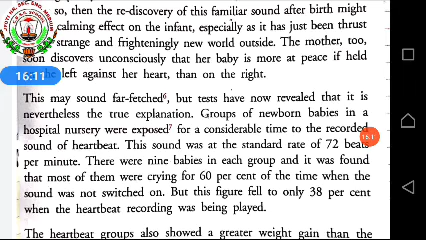 so, then the re-discovery of this familiar sound after birth might
calming effect on the infant, especially as it has just been thrust
strange and frighteningly new world outside. The mother, too,
soon discovers unconsciously that her baby is more at peace if held
16:11
left against her heart, than on the right.
This may sound far-fetched⁶, but tests have now revealed that it is
nevertheless the true explanation. Groups of newborn babies in a
hospital nursery were exposed⁷ for a considerable time to the recorded
sound of heartbeat. This sound was at the standard rate of 72 beats
per minute. There were nine babies in each group and it was found
that most of them were crying for 60 per cent of the time when the
sound was not switched on. But this figure fell to only 38 per cent
when the heartbeat recording was being played.
The heartbeat groups also showed a greater weight gain than the